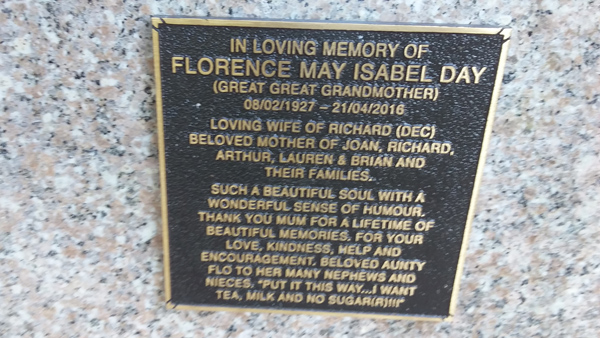 IN LOVING MEMORY OF
FLORENCE MAY ISABEL DAY
(GREAT GREAT GRANDMOTHER)
08/02/1927 – 21/04/2016
LOVING WIFE OF RICHARD (DEC)
BELOVED MOTHER OF JOAN, RICHARD,
ARTHUR, LAUREN & BRIAN AND
THEIR FAMILIES.
SUCH A BEAUTIFUL SOUL WITH A
WONDERFUL SENSE OF HUMOUR.
THANK YOU MUM FOR A LIFETIME OF
BEAUTIFUL MEMORIES. FOR YOUR
LOVE, KINDNESS, HELP AND
ENCOURAGEMENT. BELOVED AUNTY
FLO TO HER MANY NEPHEWS AND
NIECES. "PUT IT THIS WAY...I WANT
TEA, MILK AND NO SUGAR(R)!!!"